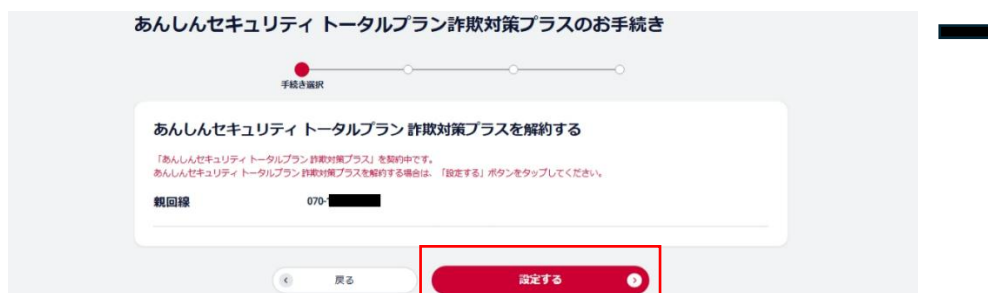 あんしんセキュリティ トータルプラン詐欺対策プラスのお手続き
手続き選択
あんしんセキュリティ トータルプラン 詐欺対策プラスを解約する
「あんしんセキュリティ トータルプラン 詐欺対策プラス」を契約中です。
あんしんセキュリティ トータルプラン 詐欺対策プラスを解約する場合は、「設定する」ボタンをタップしてください。
親回線 070-
戻る 設定する